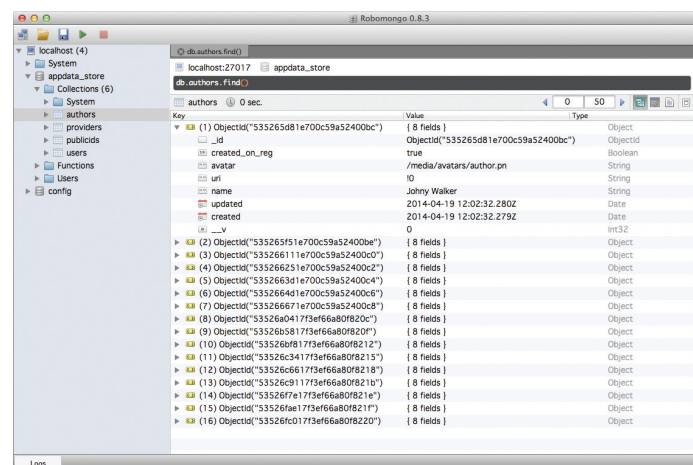 Robomongo 0.8.3
localhost (4)
System
appdata_store
Collections (6)
System
authors
providers
publicids
users
Functions
Users
config
db.authors.find()
localhost:27017 appdata_store
db.authors.find()
authors 0 sec. 0 50
Key Value Type
(1) ObjectId("535265d81e700c59a52400bc") { 8 fields } Object
_id ObjectId("535265d81e700c59a52400bc") ObjectId
created_on_reg true Boolean
avatar /media/avatars/author.pn String
uri !0 String
name Johny Walker String
updated 2014-04-19 12:02:32.280Z Date
created 2014-04-19 12:02:32.279Z Date
__v 0 Int32
(2) ObjectId("535265f51e700c59a52400be") { 8 fields } Object
(3) ObjectId("535266111e700c59a52400c0") { 8 fields } Object
(4) ObjectId("535266251e700c59a52400c2") { 8 fields } Object
(5) ObjectId("5352663d1e700c59a52400c4") { 8 fields } Object
(6) ObjectId("5352664d1e700c59a52400c6") { 8 fields } Object
(7) ObjectId("535266671e700c59a52400c8") { 8 fields } Object
(8) ObjectId("53526a0417f3ef66a80f820c") { 8 fields } Object
(9) ObjectId("53526b5817f3ef66a80f820f") { 8 fields } Object
(10) ObjectId("53526bf817f3ef66a80f8212") { 8 fields } Object
(11) ObjectId("53526c3417f3ef66a80f8215") { 8 fields } Object
(12) ObjectId("53526c6617f3ef66a80f8218") { 8 fields } Object
(13) ObjectId("53526c9117f3ef66a80f821b") { 8 fields } Object
(14) ObjectId("53526f7e17f3ef66a80f821e") { 8 fields } Object
(15) ObjectId("53526fae17f3ef66a80f821f") { 8 fields } Object
(16) ObjectId("53526fc017f3ef66a80f8220") { 8 fields } Object
Logs